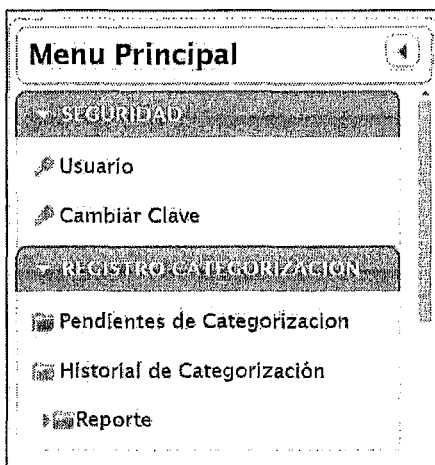 Menu Principal
SEGURIDAD
Usuario
Cambiar Clave
REGISTRO CATEGORIZACION
Pendientes de Categorizacion
Historial de Categorización
Reporte